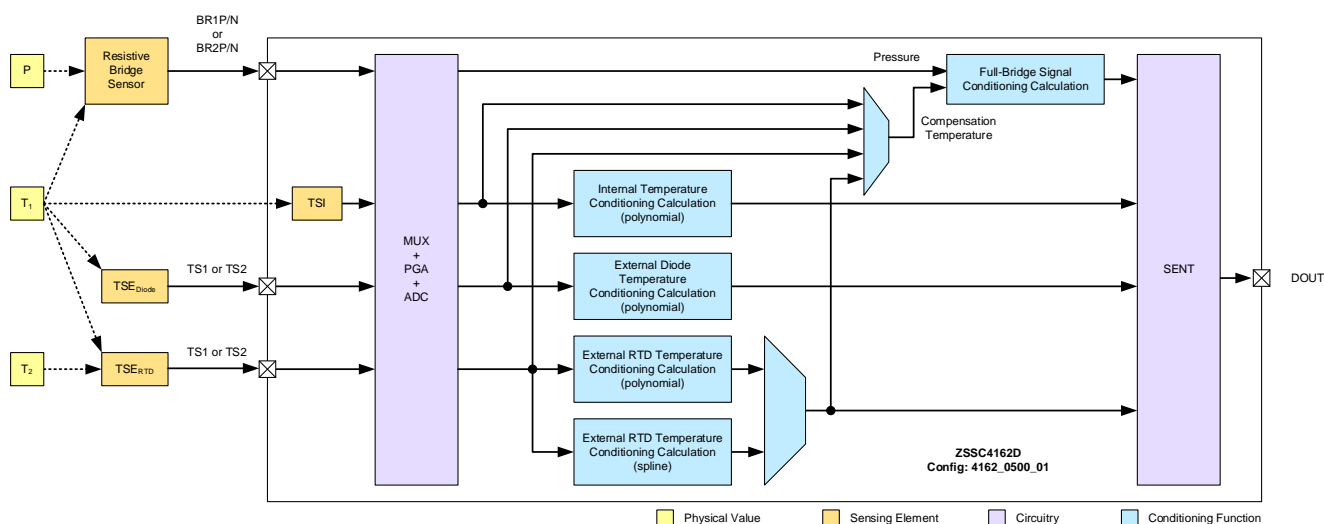 BR1P/N
or
BR2P/N
P
Resistive
Bridge
Sensor
Pressure
Full-Bridge Signal
Conditioning Calculation
Compensation
Temperature
T1
TSI
Internal Temperature
Conditioning Calculation
(polynomial)
MUX
+
PGA
+
ADC
SENT
TSEDiode
TS1 or TS2
External Diode
Temperature
Conditioning Calculation
(polynomial)
DOUT
T2
TSERTD
TS1 or TS2
External RTD Temperature
Conditioning Calculation
(polynomial)
External RTD Temperature
Conditioning Calculation
(spline)
ZSSC4162D
Config: 4162_0500_01
Physical Value
Sensing Element
Circuitry
Conditioning Function